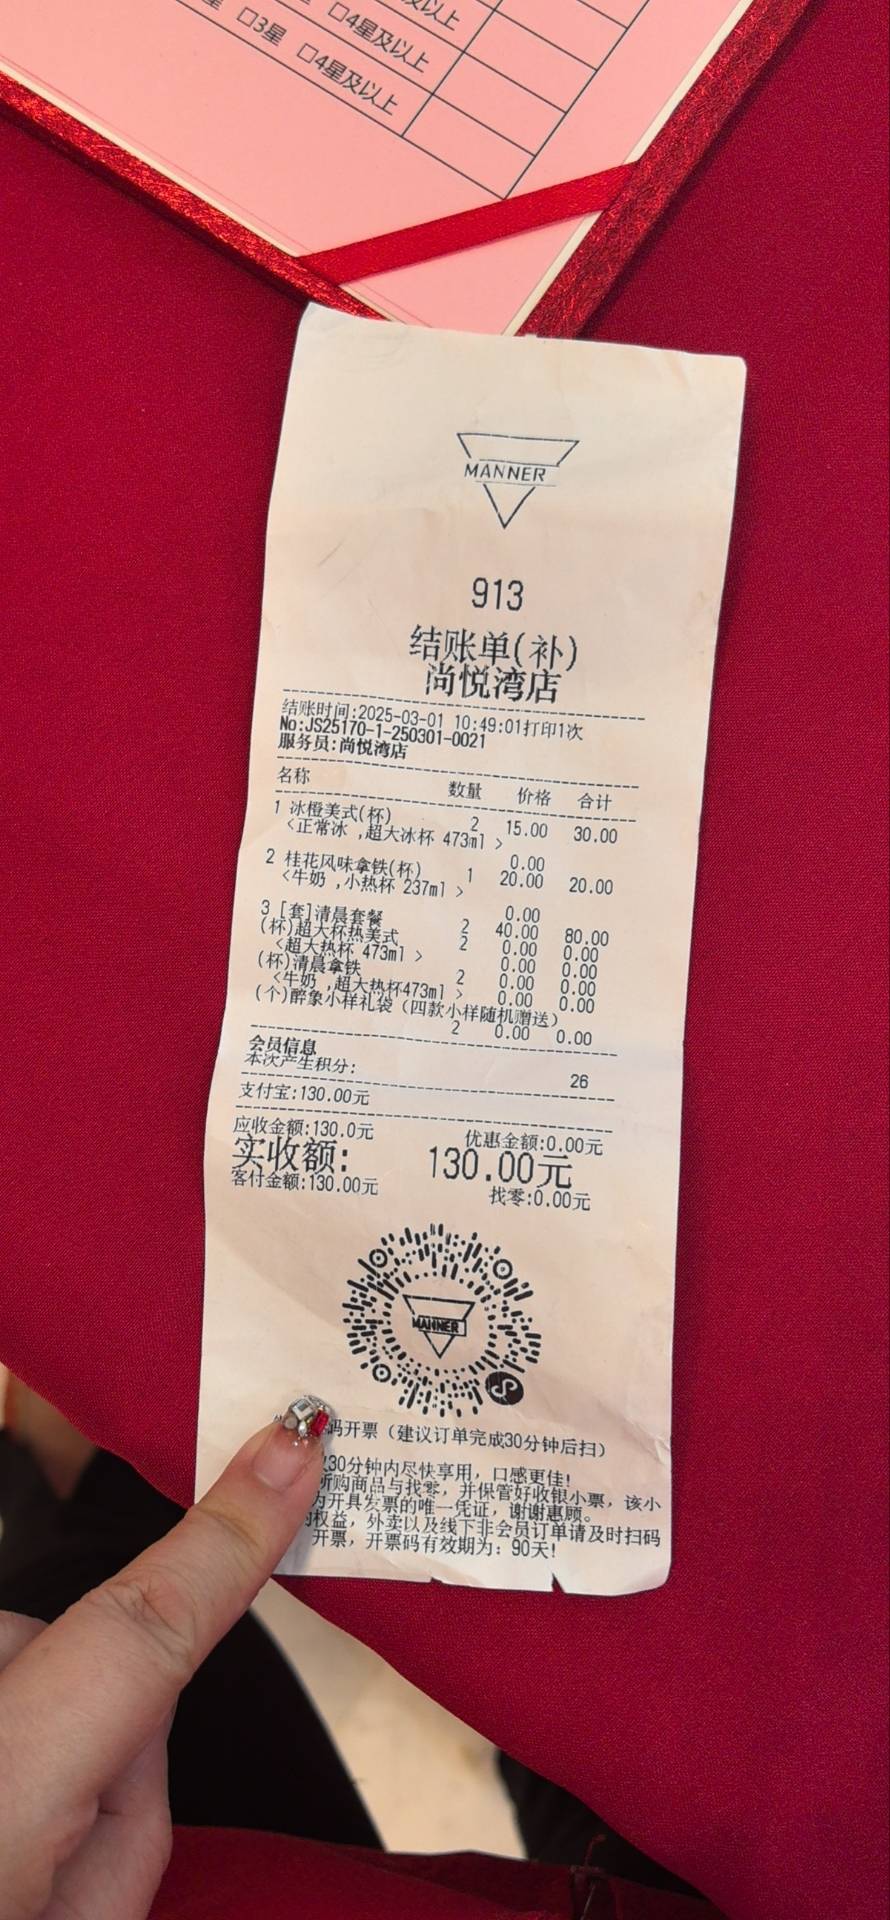 4星及以上
□4星及以上
星 □3星 □4星及以上
MANNER
913
结账单(补)
尚悦湾店
结账时间:2025-03-01 10:49:01打印1次
No:JS25170-1-250301-0021
服务员:尚悦湾店
名称 数量 价格 合计
1 冰橙美式(杯) 2 15.00 30.00
<正常冰 ,超大冰杯 473ml > 0.00
2 桂花风味拿铁(杯) 1 20.00 20.00
<牛奶 ,小热杯 237ml > 0.00
3 [套]清晨套餐 2 40.00 80.00
(杯)超大杯热美式 2 0.00 0.00
<超大热杯 473ml > 0.00 0.00
(杯)清晨拿铁 2 0.00 0.00
<牛奶 ,超大热杯473ml > 0.00 0.00
(个)醉象小样礼袋 (四款小样随机赠送)
2 0.00 0.00
会员信息
本次产生积分: 26
支付宝:130.00元
应收金额:130.0元 优惠金额:0.00元
实收额: 130.00元
客付金额:130.00元 找零:0.00元
MANNER
码开票 (建议订单完成30分钟后扫)
30分钟内尽快享用, 口感更佳!
所购商品与找零, 并保管好收银小票, 该小
为开具发票的唯一凭证, 谢谢惠顾。
权益, 外卖以及线下非会员订单请及时扫码
开票, 开票码有效期为: 90天!